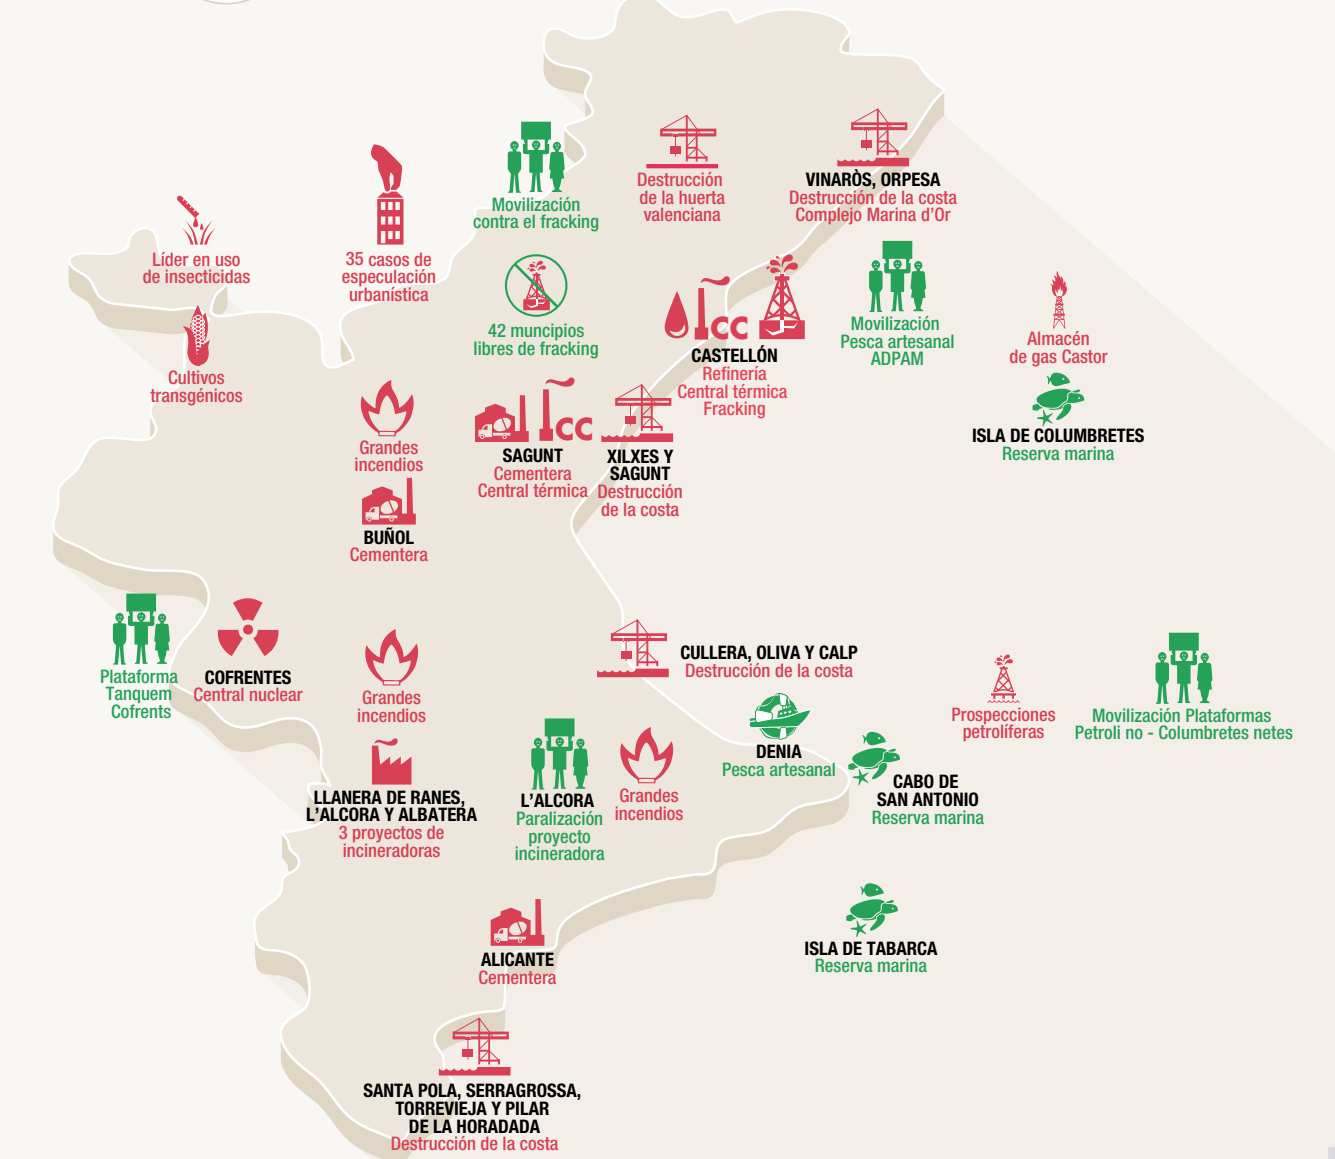 Movilización
contra el fracking
Destrucción
de la huerta
valenciana
VINARÒS, ORPESA
Destrucción de la costa
Complejo Marina d'Or
Líder en uso
de insecticidas
35 casos de
especulación
urbanística
42 muncipios
libres de fracking
Movilización
Pesca artesanal
ADPAM
Almacén
de gas Castor
CC
CASTELLÓN
Refinería
Central térmica
Fracking
Cultivos
transgénicos
ISLA DE COLUMBRETES
Reserva marina
Grandes
incendios
CC
SAGUNT
Cementera
Central térmica
XILXES Y
SAGUNT
Destrucción
de la costa
BUÑOL
Cementera
Plataforma
Tanquem
Cofrents
COFRENTES
Central nuclear
Grandes
incendios
CULLERA, OLIVA Y CALP
Destrucción de la costa
Prospecciones
petrolíferas
Movilización Plataformas
Petroli no - Columbretes netes
DENIA
Pesca artesanal
CABO DE
SAN ANTONIO
Reserva marina
LLANERA DE RANES,
L'ALCORA Y ALBATERA
3 proyectos de
incineradoras
L'ALCORA
Paralización
proyecto
incineradora
Grandes
incendios
ISLA DE TABARCA
Reserva marina
ALICANTE
Cementera
SANTA POLA, SERRAGROSSA,
TORREVIEJA Y PILAR
DE LA HORADADA
Destrucción de la costa